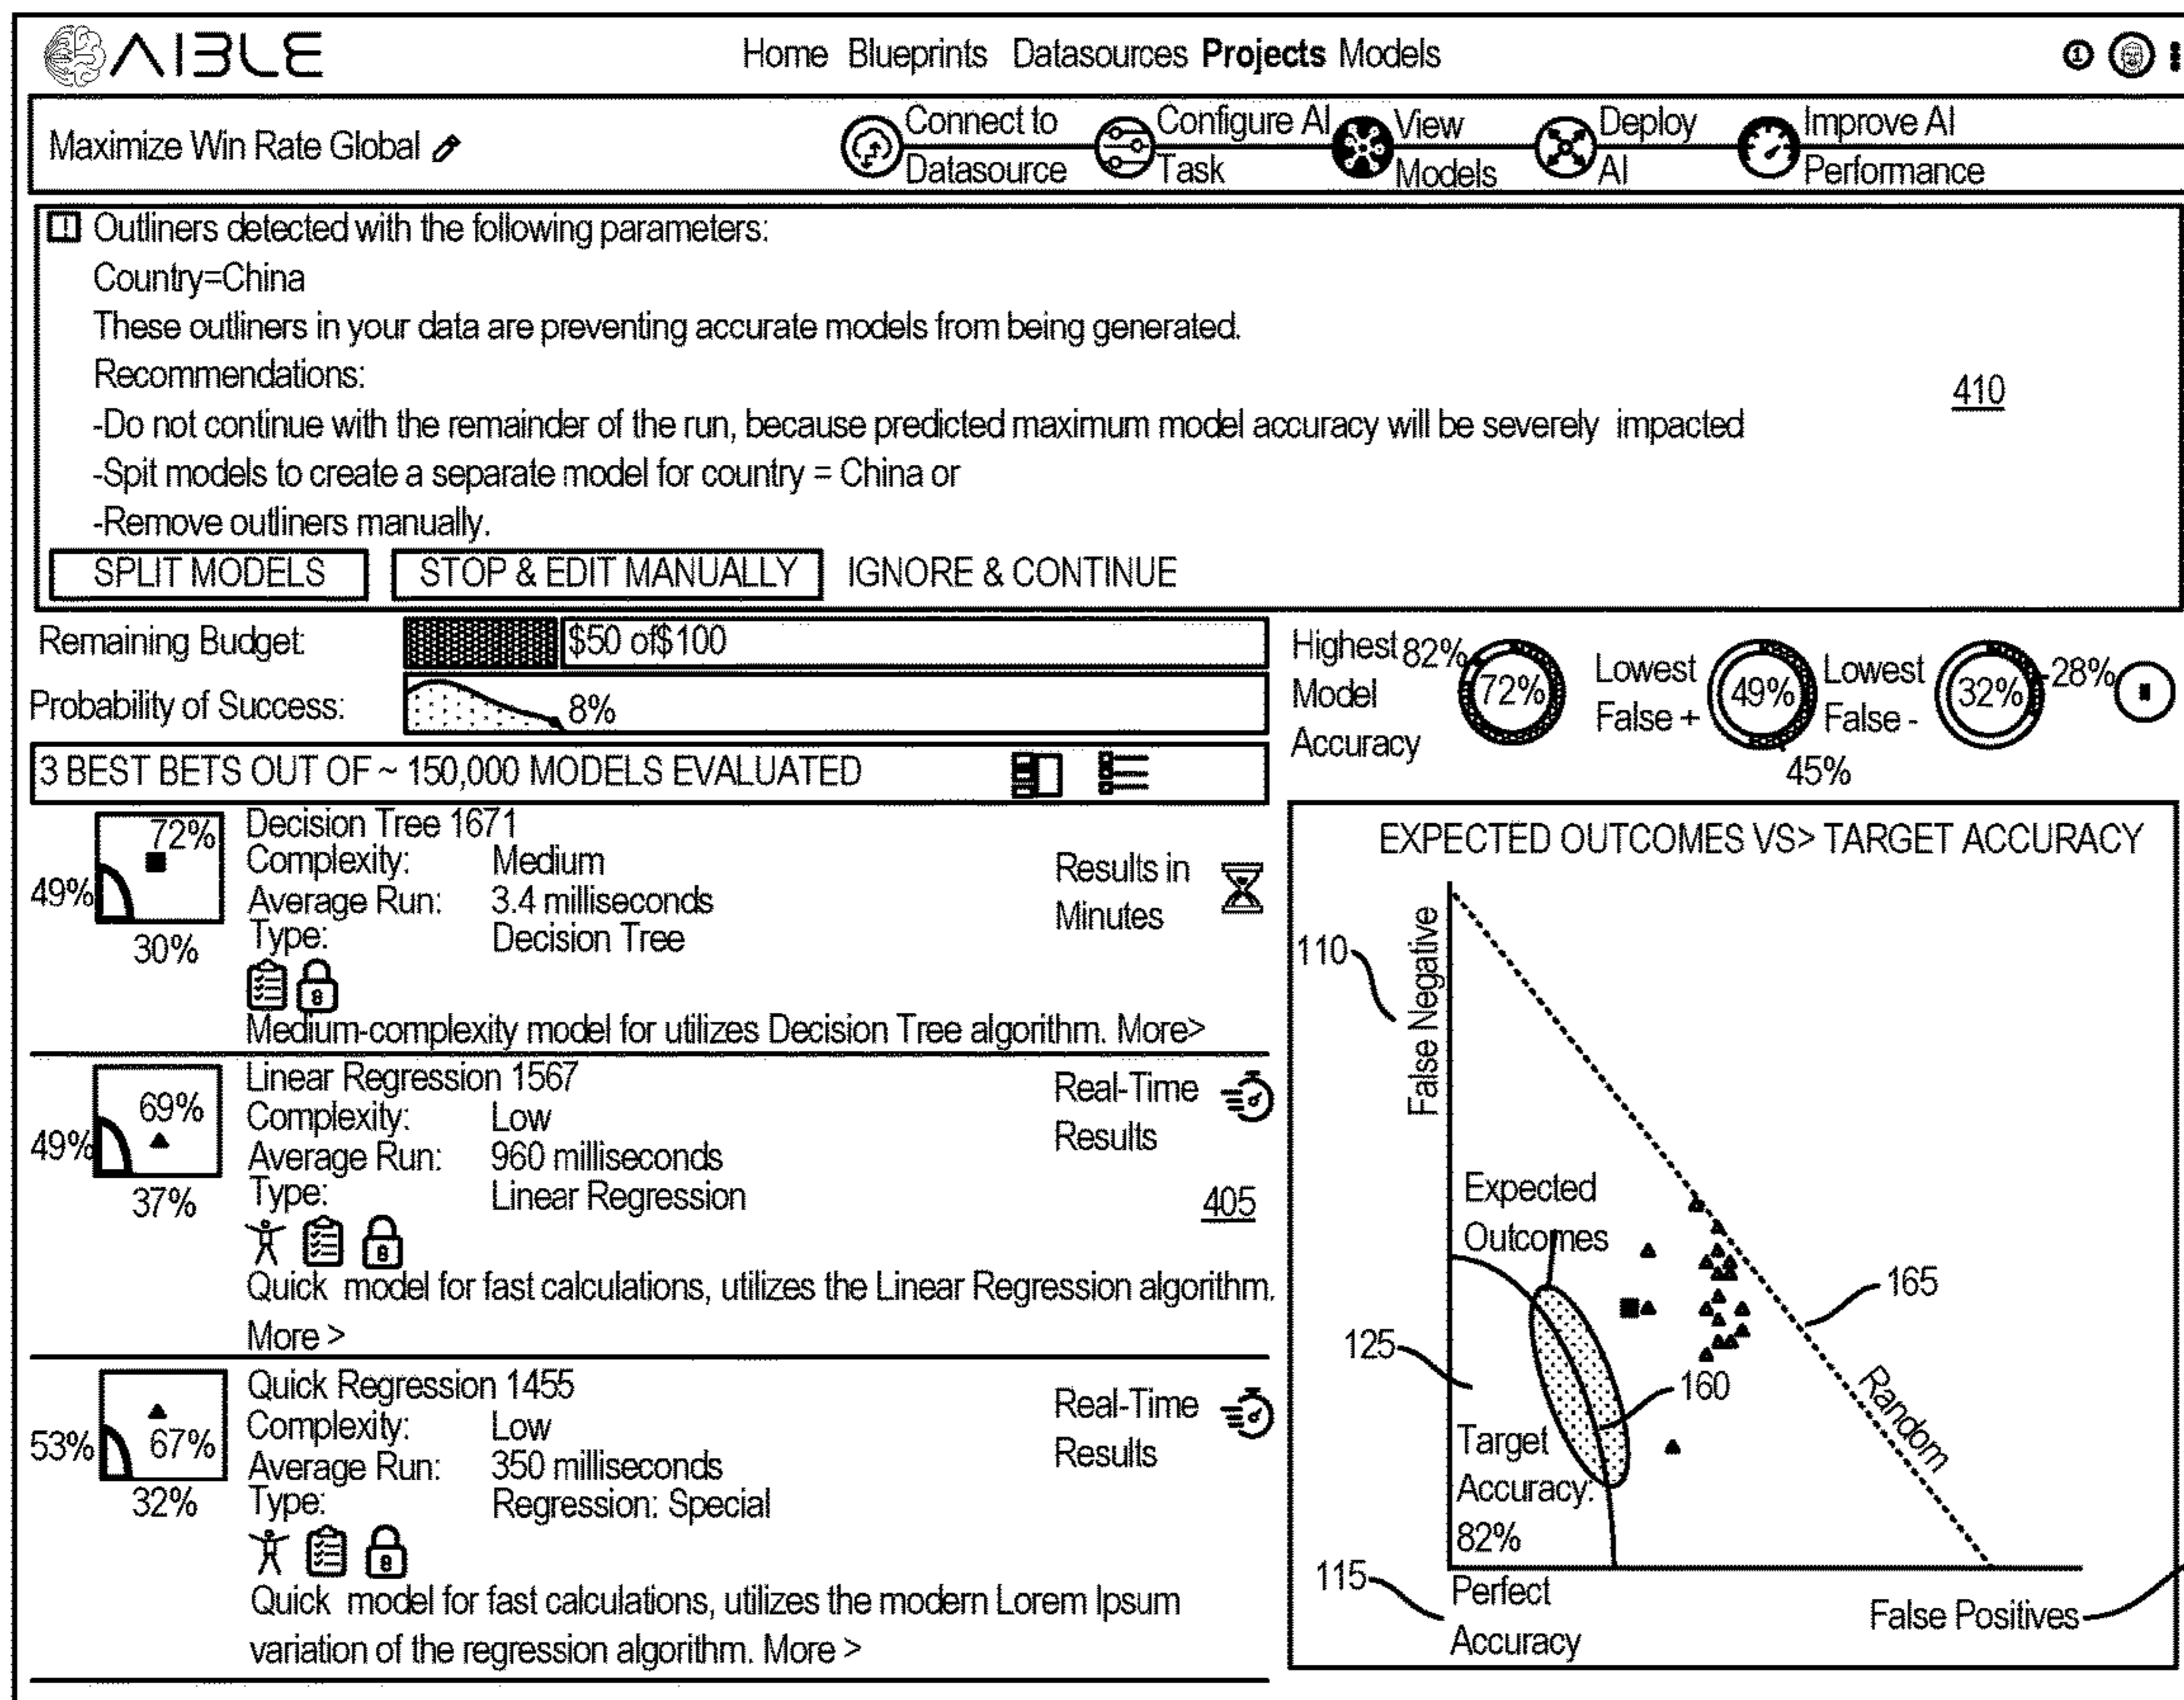 AIBLE
Home Blueprints Datasources Projects Models
1
Maximize Win Rate Global
Connect to
Datasource
Configure AI
Task
View
Models
Deploy
AI
Improve AI
Performance
Outliners detected with the following parameters:
Country=China
These outliners in your data are preventing accurate models from being generated.
Recommendations:
410
-Do not continue with the remainder of the run, because predicted maximum model accuracy will be severely impacted
-Spit models to create a separate model for country = China or
-Remove outliners manually.
SPLIT MODELS
STOP & EDIT MANUALLY
IGNORE & CONTINUE
Remaining Budget:
$50 of$100
Probability of Success:
8%
Highest
Model
Accuracy
82%
72%
Lowest
False +
49%
45%
Lowest
False -
32%
28%
3 BEST BETS OUT OF ~ 150,000 MODELS EVALUATED
72%
49%
30%
Decision Tree 1671
Complexity: Medium
Average Run: 3.4 milliseconds
Type: Decision Tree
Results in
Minutes
8
Medium-complexity model for utilizes Decision Tree algorithm. More>
69%
49%
37%
Linear Regression 1567
Complexity: Low
Average Run: 960 milliseconds
Type: Linear Regression
Real-Time
Results
405
8
Quick model for fast calculations, utilizes the Linear Regression algorithm.
More >
53%
67%
32%
Quick Regression 1455
Complexity: Low
Average Run: 350 milliseconds
Type: Regression: Special
Real-Time
Results
8
Quick model for fast calculations, utilizes the modern Lorem Ipsum
variation of the regression algorithm. More >
EXPECTED OUTCOMES VS> TARGET ACCURACY
110
False Negative
Expected
Outcomes
165
125
160
Random
Target
Accuracy:
82%
115
Perfect
Accuracy
False Positives